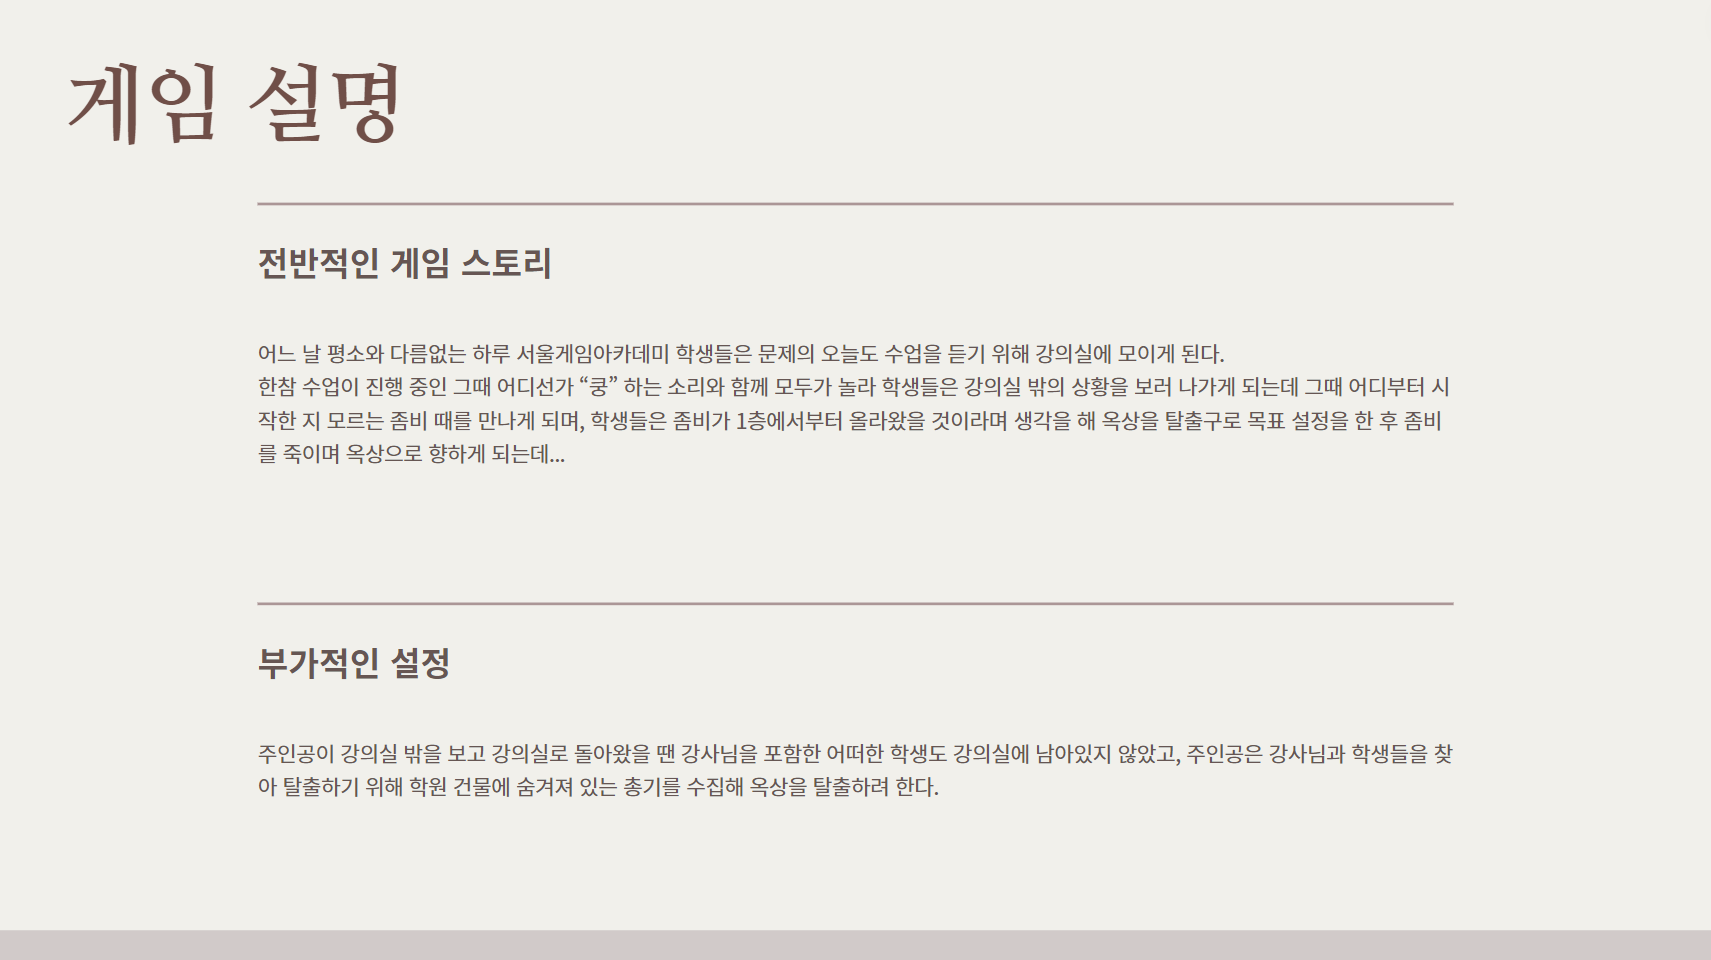 게임 설명
전반적인 게임 스토리
어느 날 평소와 다름없는 하루 서울게임아카데미 학생들은 문제의 오늘도 수업을 듣기 위해 강의실에 모이게 된다.
한참 수업이 진행 중인 그때 어디선가 “쿵” 하는 소리와 함께 모두가 놀라 학생들은 강의실 밖의 상황을 보러 나가게 되는데 그때 어디부터 시
작한 지 모르는 좀비 때를 만나게 되며, 학생들은 좀비가 1층에서부터 올라왔을 것이라며 생각을 해 옥상을 탈출구로 목표 설정을 한 후 좀비
를 죽이며 옥상으로 향하게 되는데...
부가적인 설정
주인공이 강의실 밖을 보고 강의실로 돌아왔을 땐 강사님을 포함한 어떠한 학생도 강의실에 남아있지 않았고, 주인공은 강사님과 학생들을 찾
아 탈출하기 위해 학원 건물에 숨겨져 있는 총기를 수집해 옥상을 탈출하려 한다.